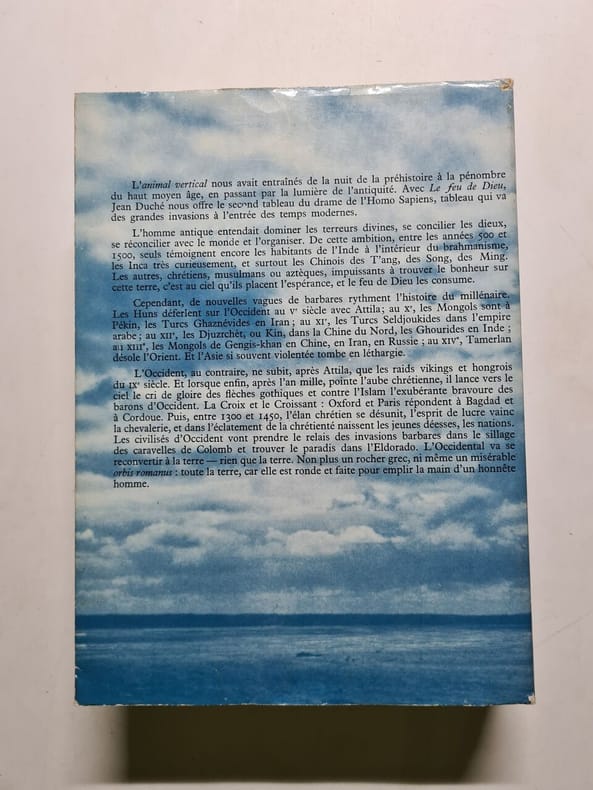 L'animal vertical nous avait entraînés de la nuit de la préhistoire à la pénombre
du haut moyen âge, en passant par la lumière de l'antiquité. Avec Le feu de Dieu,
Jean Duché nous offre le second tableau du drame de l'Homo Sapiens, tableau qui va
des grandes invasions à l'entrée des temps modernes.
L'homme antique entendait dominer les terreurs divines, se concilier les dieux,
se réconcilier avec le monde et l'organiser. De cette ambition, entre les années 500 et
1500, seuls témoignent encore les habitants de l'Inde à l'intérieur du brahmanisme,
les Inca très curieusement, et surtout les Chinois des T'ang, des Song, des Ming.
Les autres, chrétiens, musulmans ou aztèques, impuissants à trouver le bonheur sur
cette terre, c'est au ciel qu'ils placent l'espérance, et le feu de Dieu les consume.
Cependant, de nouvelles vagues de barbares rythment l'histoire du millénaire.
Les Huns déferlent sur l'Occident au Ve siècle avec Attila; au Xe, les Mongols sont à
Pékin, les Turcs Ghaznévides en Iran; au XIe, les Turcs Seldjoukides dans l'empire
arabe; au XIIe, les Djurzchèt, ou Kin, dans la Chine du Nord, les Ghourides en Inde;
au XIIIe, les Mongols de Gengis-khan en Chine, en Iran, en Russie; au XIVe, Tamerlan
désole l'Orient. Et l'Asie si souvent violentée tombe en léthargie.
L'Occident, au contraire, ne subit, après Attila, que les raids vikings et hongrois
du IXe siècle. Et lorsque enfin, après l'an mille, pointe l'aube chrétienne, il lance vers le
ciel le cri de gloire des flèches gothiques et contre l'Islam l'exubérante bravoure des
barons d'Occident. La Croix et le Croissant : Oxford et Paris répondent à Bagdad et
à Cordoue. Puis, entre 1300 et 1450, l'élan chrétien se désunit, l'esprit de lucre vainc
la chevalerie, et dans l'éclatement de la chrétienté naissent les jeunes déesses, les nations.
Les civilisés d'Occident vont prendre le relais des invasions barbares dans le sillage
des caravelles de Colomb et trouver le paradis dans l'Eldorado. L'Occidental va se
reconvertir à la terre — rien que la terre. Non plus un rocher grec, ni même un misérable
orbis romanus : toute la terre, car elle est ronde et faite pour emplir la main d'un honnête
homme.